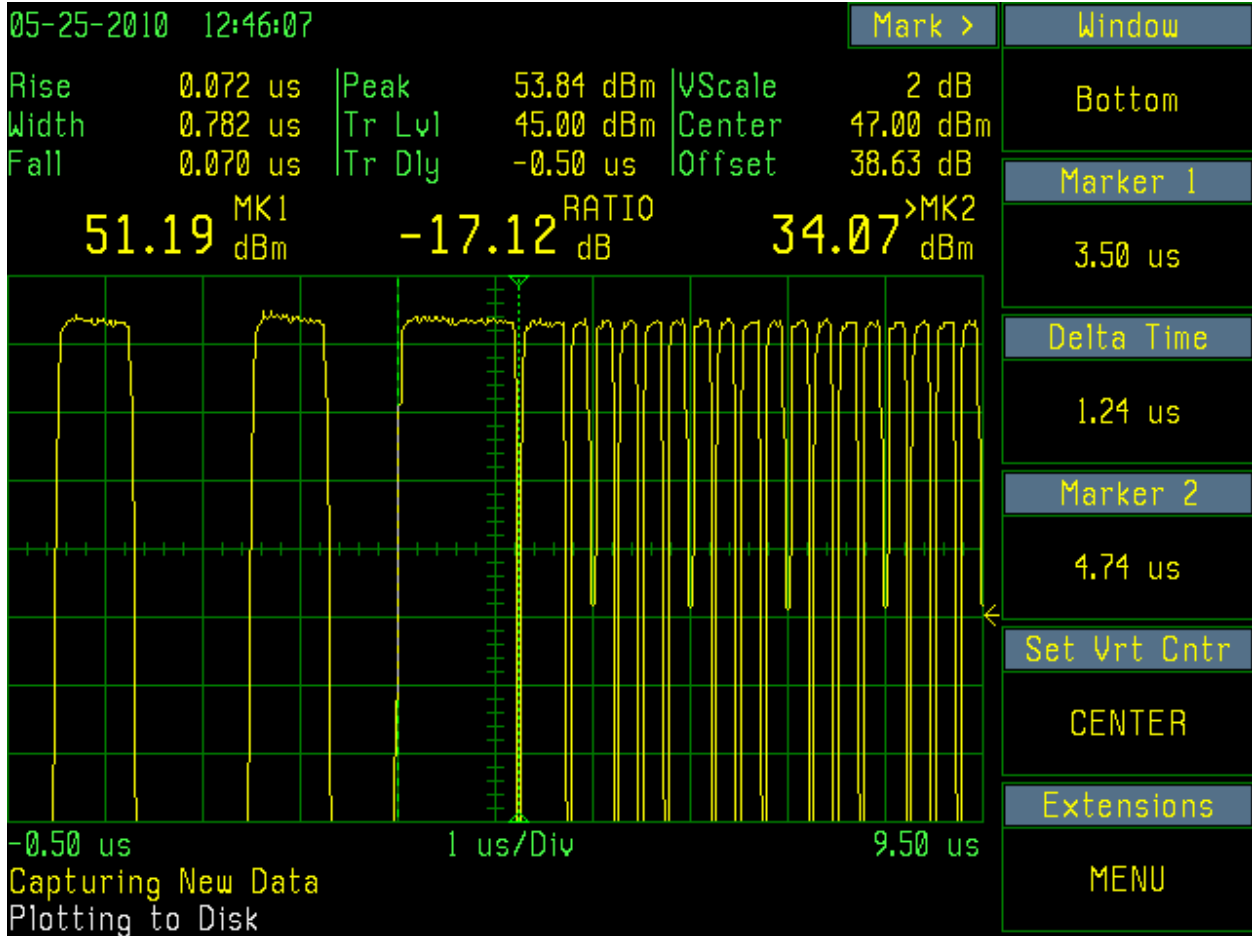 05-25-2010 12:46:07 Mark >
Rise 0.072 us Peak 53.84 dBm VScale 2 dB
Width 0.782 us Tr Lvl 45.00 dBm Center 47.00 dBm
Fall 0.070 us Tr Dly -0.50 us Offset 38.63 dB
51.19 MK1 dBm -17.12 RATIO dB 34.07 >MK2 dBm
-0.50 us 1 us/Div 9.50 us
Capturing New Data
Plotting to Disk
Window
Bottom
Marker 1
3.50 us
Delta Time
1.24 us
Marker 2
4.74 us
Set Vrt Cntr
CENTER
Extensions
MENU